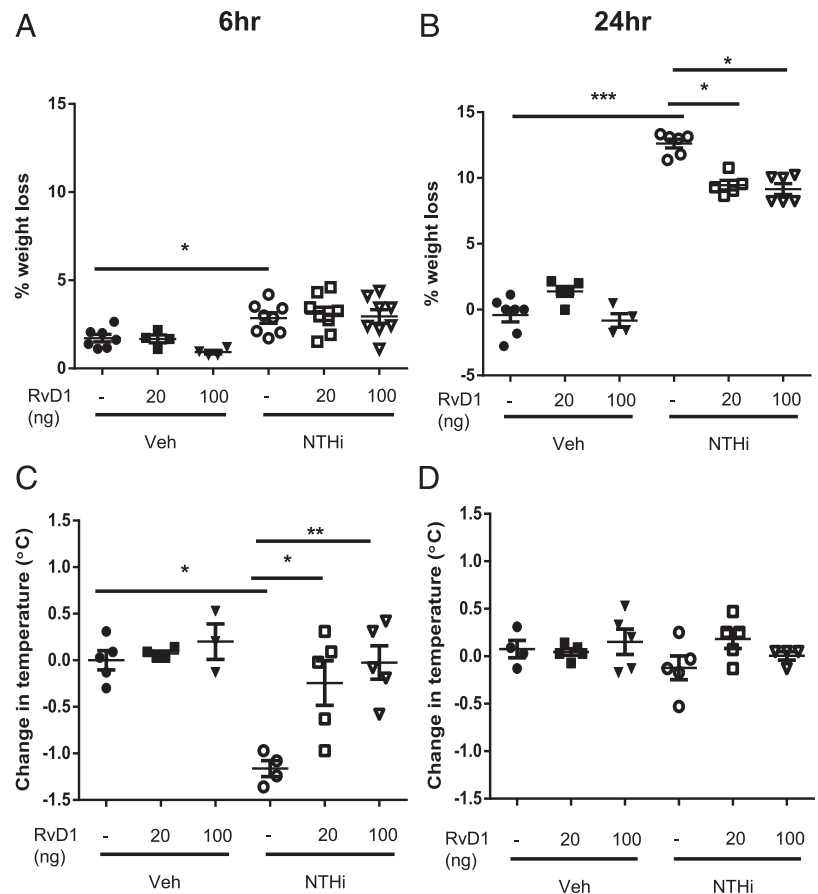 A 6hr
B 24hr
% weight loss
15
10
5
0
*
RvD1 - 20 100 - 20 100
(ng)
Veh NTHi
% weight loss
15
10
5
0
-5
***
*
*
RvD1 - 20 100 - 20 100
(ng)
Veh NTHi
C
Change in temperature (°C)
1.5
1.0
0.5
0.0
-0.5
-1.0
-1.5
*
*
**
RvD1 - 20 100 - 20 100
(ng)
Veh NTHi
D
Change in temperature (°C)
1.5
1.0
0.5
0.0
-0.5
-1.0
-1.5
RvD1 - 20 100 - 20 100
(ng)
Veh NTHi